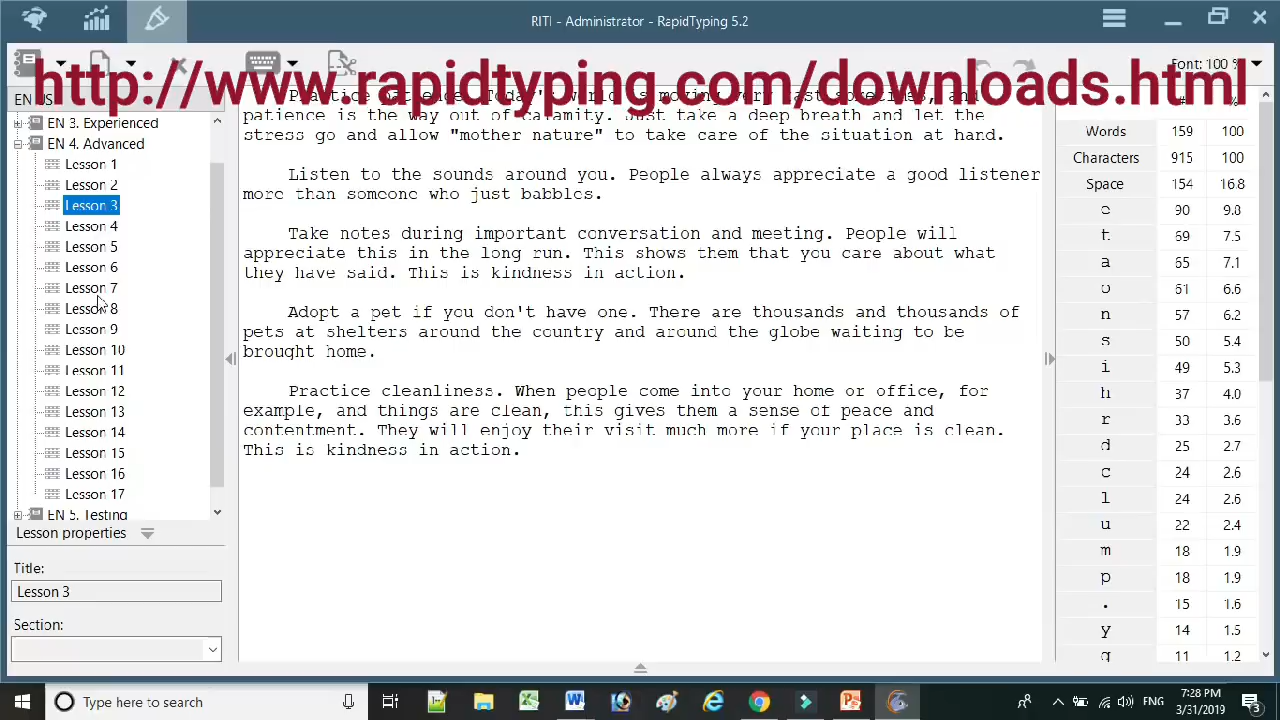 RITI - Administrator - RapidTyping 5.2
Font: 100 %
http://www.rapidtyping.com/downloads.html
EN US
EN 3. Experienced
EN 4. Advanced
Lesson 1
Lesson 2
Lesson 3
Lesson 4
Lesson 5
Lesson 6
Lesson 7
Lesson 8
Lesson 9
Lesson 10
Lesson 11
Lesson 12
Lesson 13
Lesson 14
Lesson 15
Lesson 16
Lesson 17
EN 5. Testing
Lesson properties
Title:
Lesson 3
Section:
Practice patience. Today's world is moving very fast sometimes, and
patience is the way out of calamity. Just take a deep breath and let the
stress go and allow "mother nature" to take care of the situation at hand.
Listen to the sounds around you. People always appreciate a good listener
more than someone who just babbles.
Take notes during important conversation and meeting. People will
appreciate this in the long run. This shows them that you care about what
they have said. This is kindness in action.
Adopt a pet if you don't have one. There are thousands and thousands of
pets at shelters around the country and around the globe waiting to be
brought home.
Practice cleanliness. When people come into your home or office, for
example, and things are clean, this gives them a sense of peace and
contentment. They will enjoy their visit much more if your place is clean.
This is kindness in action.
# %
Words 159 100
Characters 915 100
Space 154 16.8
e 90 9.8
t 69 7.5
a 65 7.1
o 61 6.6
n 57 6.2
s 50 5.4
i 49 5.3
h 37 4.0
r 33 3.6
d 25 2.7
c 24 2.6
l 24 2.6
u 22 2.4
m 18 1.9
p 18 1.9
. 15 1.6
y 14 1.5
g 11 1.2
Type here to search
ENG
7:28 PM
3/31/2019
3